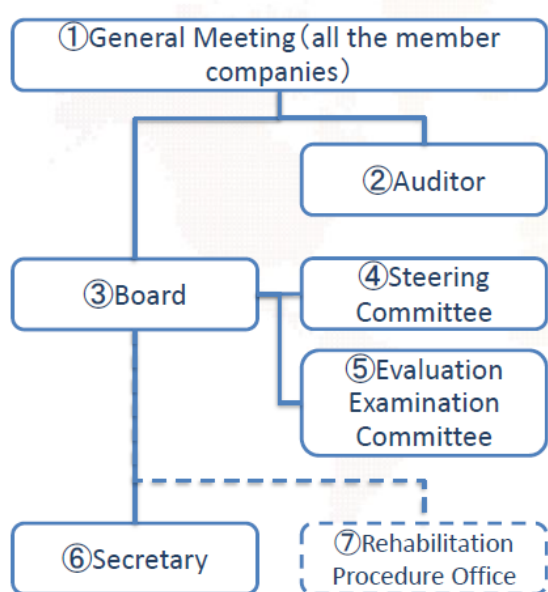 ①General Meeting（all the member
companies）
②Auditor
③Board
④Steering
Committee
⑤Evaluation
Examination
Committee
⑥Secretary
⑦Rehabilitation
Procedure Office